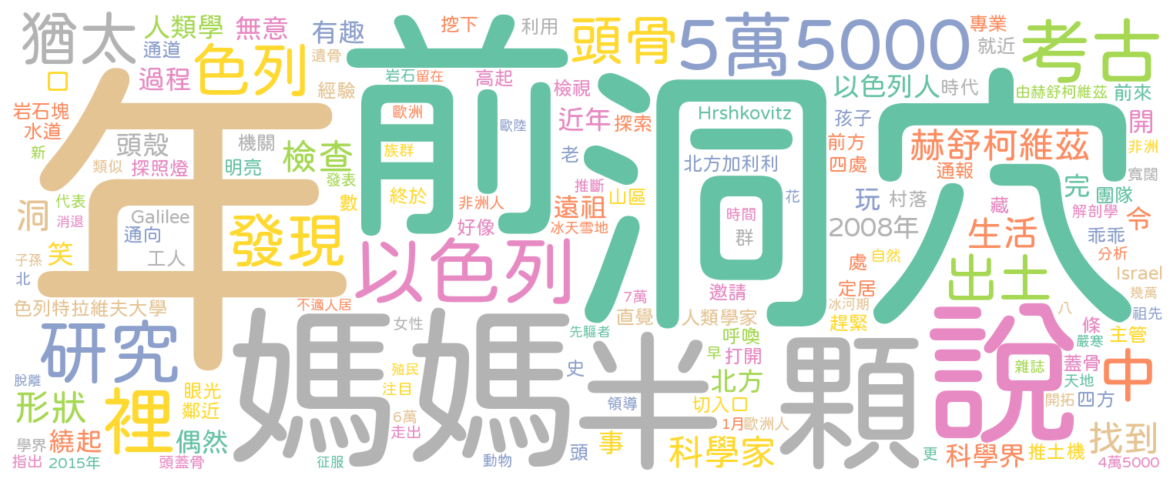 猶太
人類學
無意
通道
有趣
挖下
利用
頭骨
5萬5000
專業
就近
考古
口
過程
色列
遺骨
岩石
留在
高起
檢視
以色列人
時代
由赫舒柯維茲
前來
岩石塊
水道
新
經驗
歐洲
歐陸
近年
探索
Hrshkovitz
孩子
開
年
前
洞穴
頭殼
機關
檢查
族群
老
前方
赫舒柯維茲
非洲
類似
探照燈
明亮
發表
終於
推斷
山區
北方加利利
四處
通報
寬闊
洞
代表
消退
Galilee
通向
工人
發現
數
非洲人
好像
遠祖
冰天雪地
時間
群
花
玩
村落
完
團隊
藏
解剖學
令
2008年
生活
乖乖
分析
笑
子孫
北
以色列
7萬
邀請
處
定居
自然
出土
Israel
幾萬
色列特拉維夫大學
不適人居
直覺
人類學家
冰河期
趕緊
八
祖先
研究
媽媽
女性
先驅者
半
呼喚
早
打開
顆
說
條
嚴寒
主管
脫離
形狀
裡
眼光
鄰近
殖民
注目
史
領導
北方
切入口
雜誌
蓋骨
天地
中
開拓
四方
學界
指出
繞起
2015年
偶然
頭蓋骨
6萬
走出
征服
動物
頭
事
1月
歐洲人
科學家
更
科學界
推土機
找到
4萬5000